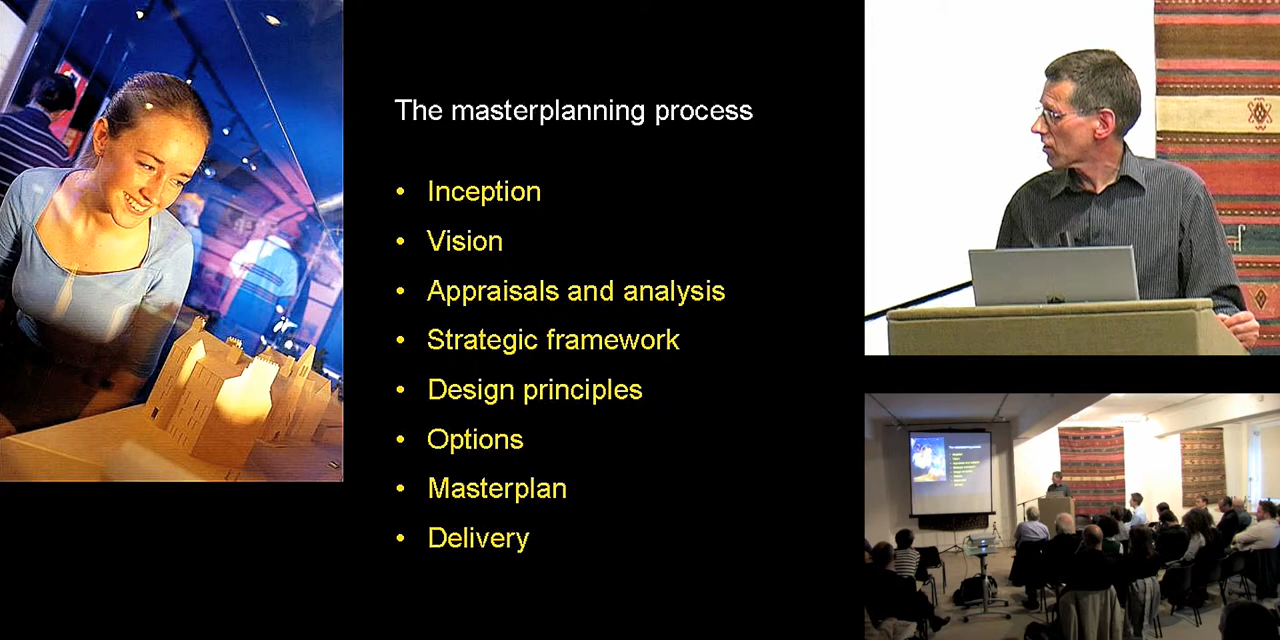 The masterplanning process
• Inception
• Vision
• Appraisals and analysis
• Strategic framework
• Design principles
• Options
• Masterplan
• Delivery